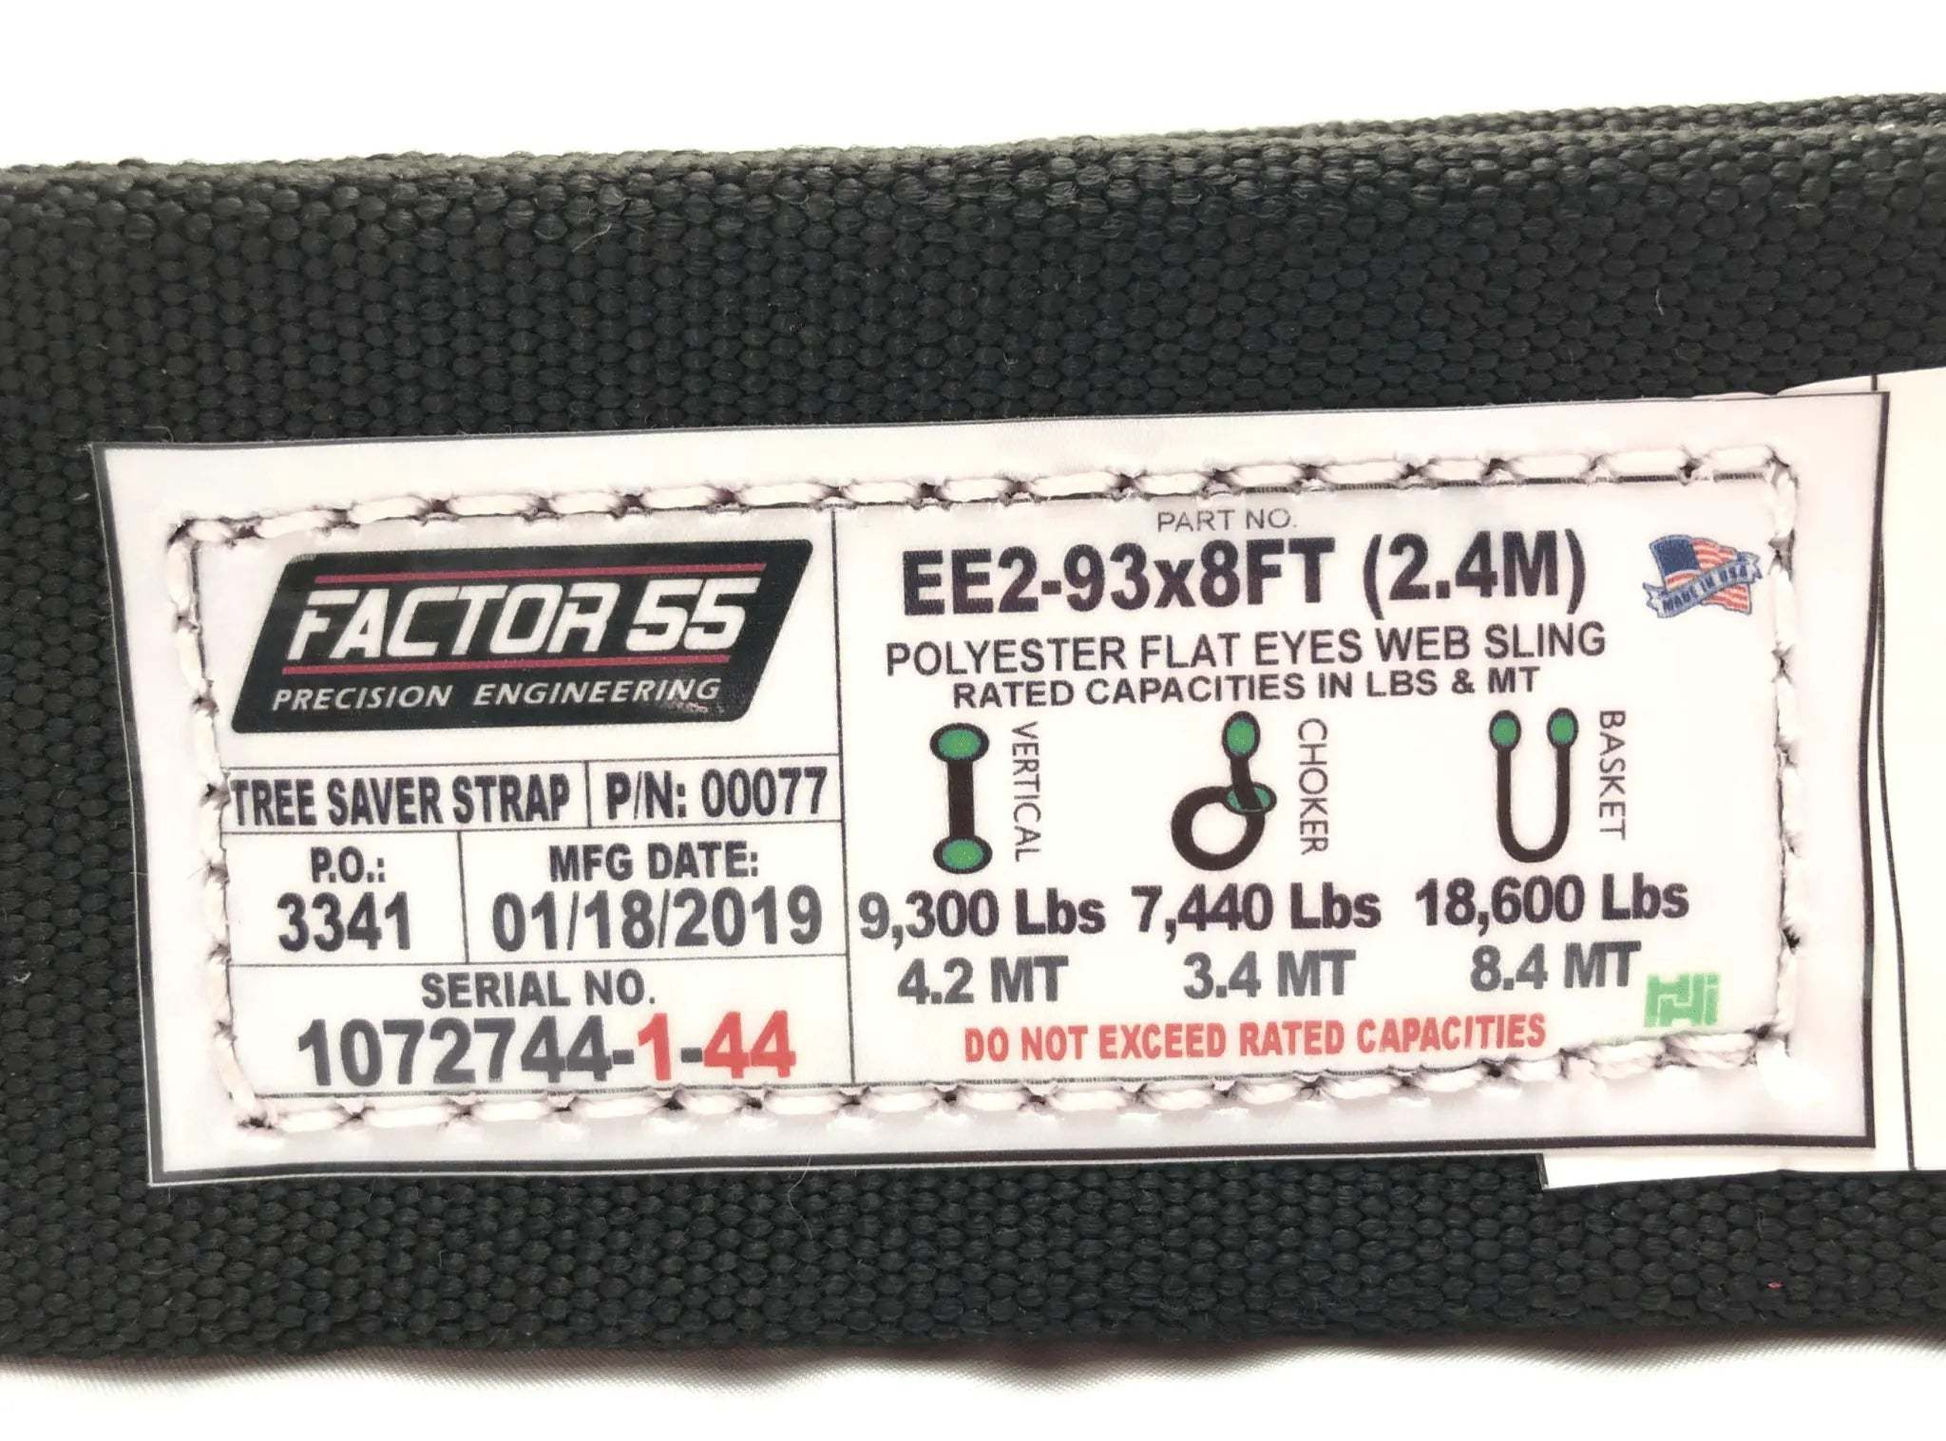 FACTOR 55
PRECISION ENGINEERING
TREE SAVER STRAP P/N: 00077
P.O.: MFG DATE:
3341 01/18/2019
SERIAL NO.
1072744-1-44
PART NO.
EE2-93x8FT (2.4M)
MADE IN USA
POLYESTER FLAT EYES WEB SLING
RATED CAPACITIES IN LBS & MT
VERTICAL CHOKER BASKET
9,300 Lbs 7,440 Lbs 18,600 Lbs
4.2 MT 3.4 MT 8.4 MT
DO NOT EXCEED RATED CAPACITIES